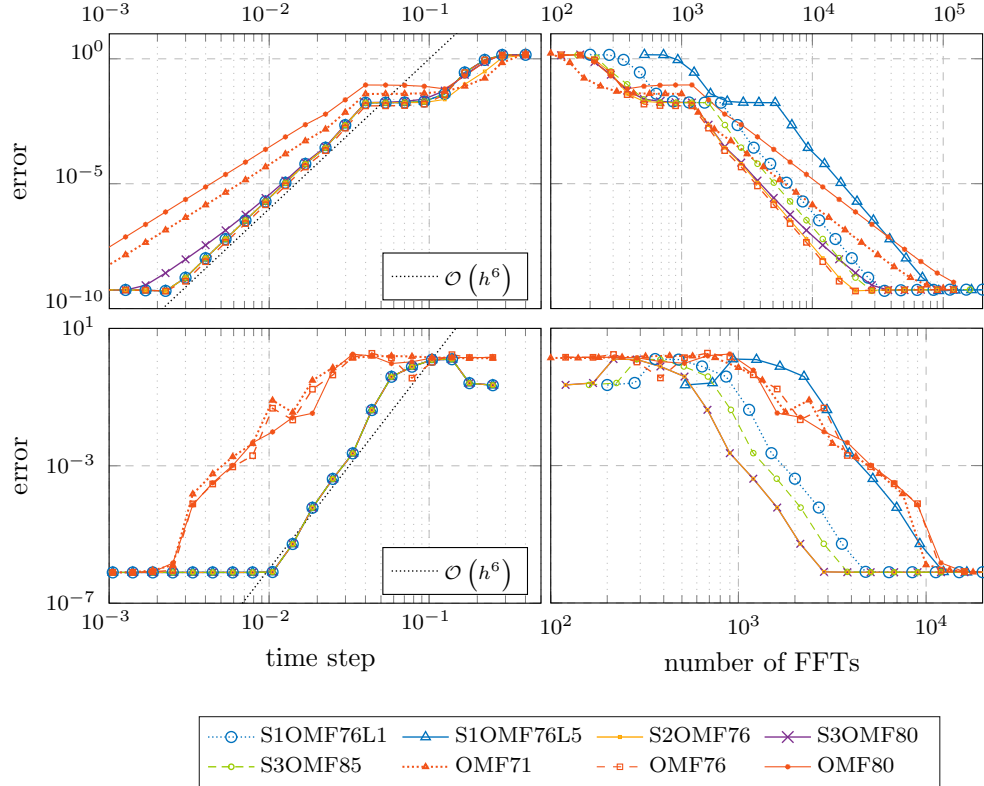 10^−3 10^−2 10^−1 10^3 10^4 10^5
10^0
10^−5
10^−10
error
O (h^6)
10^1
10^−3
10^−7
error
O (h^6)
10^−3 10^−2 10^−1 10^2 10^3 10^4
time step number of FFTs
S1OMF76L1 S1OMF76L5 S2OMF76 S3OMF80
S3OMF85 OMF71 OMF76 OMF80